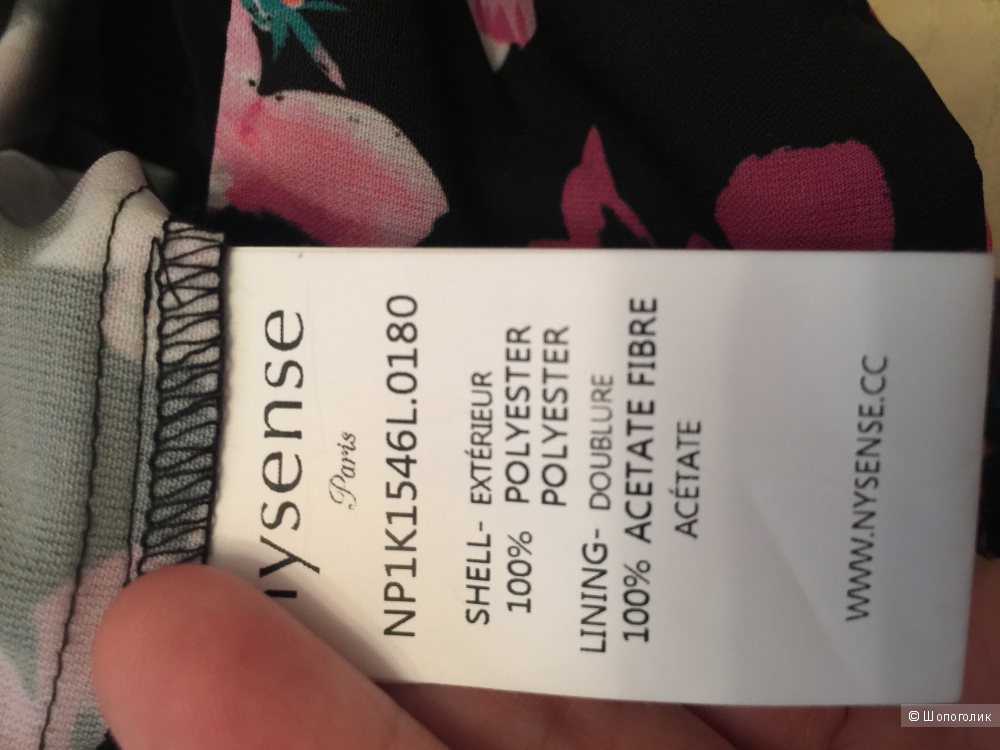 nysense
Paris
NP1K1546L.0180
SHELL- EXTÉRIEUR
100% POLYESTER
POLYESTER
LINING- DOUBLURE
100% ACETATE FIBRE
ACÉTATE
WWW.NYSENSE.CC
© Шопоголик